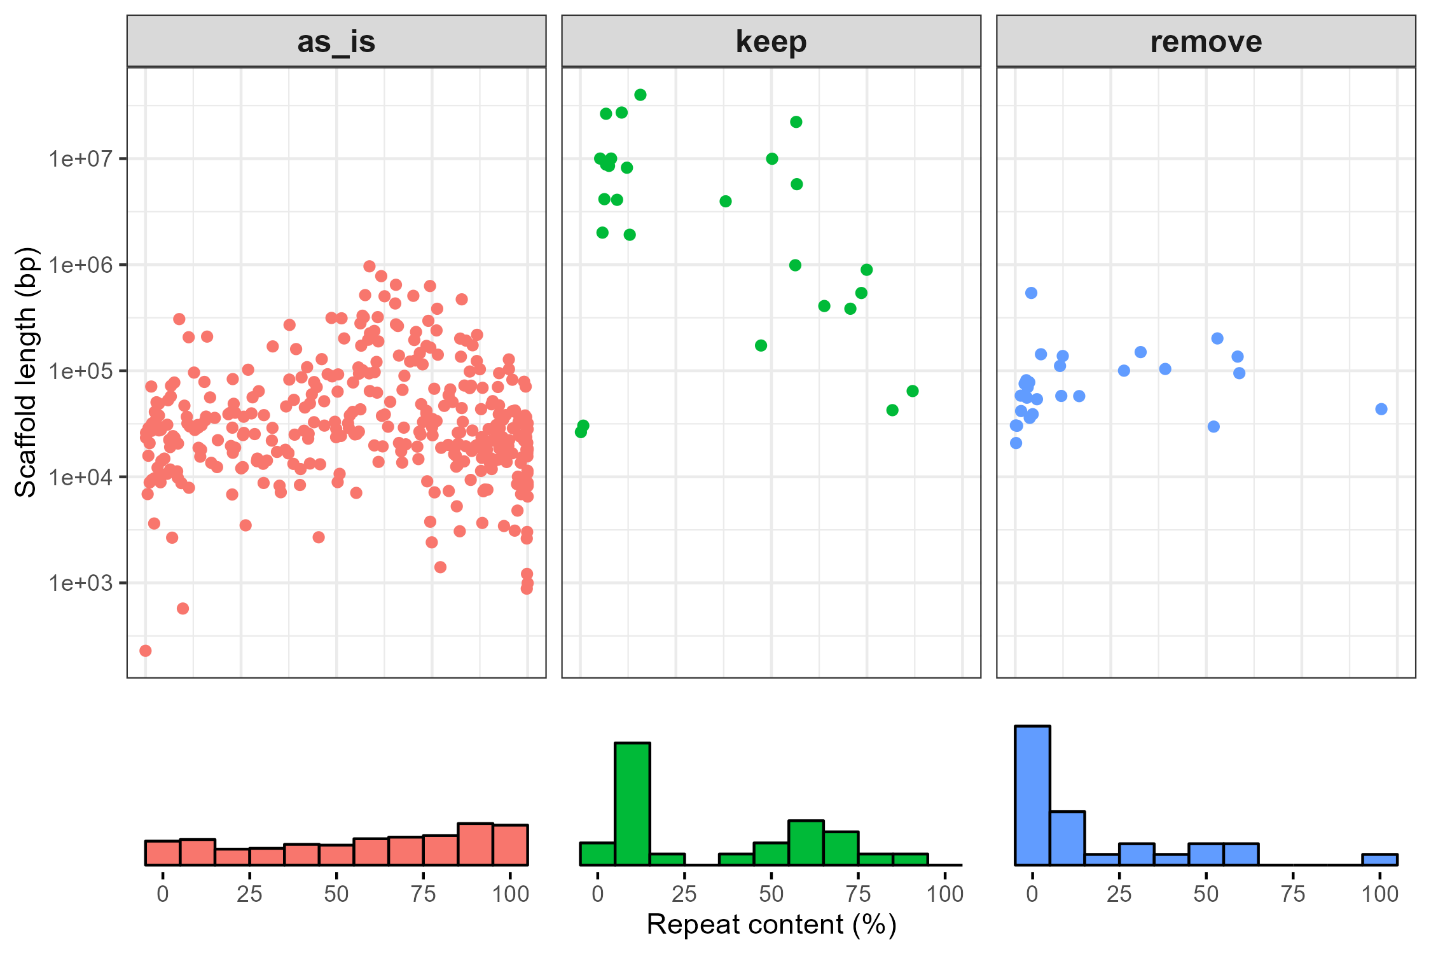 as_is keep remove
Scaffold length (bp)
1e+07
1e+06
1e+05
1e+04
1e+03
0 25 50 75 100 0 25 50 75 100 0 25 50 75 100
Repeat content (%)